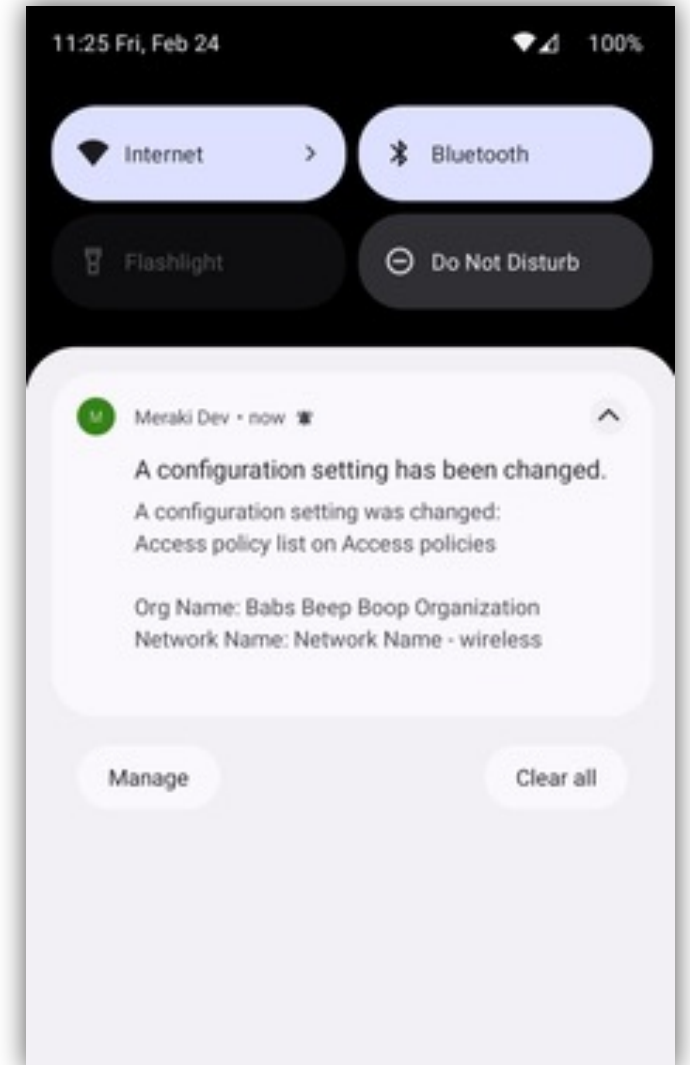 11:25 Fri, Feb 24 100%
Internet Bluetooth
Flashlight Do Not Disturb
M Meraki Dev • now
A configuration setting has been changed.
A configuration setting was changed:
Access policy list on Access policies
Org Name: Babs Beep Boop Organization
Network Name: Network Name - wireless
Manage Clear all